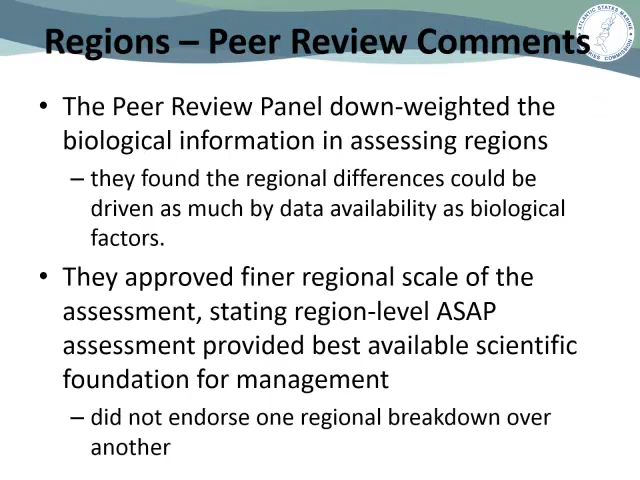 Regions – Peer Review Comments
• The Peer Review Panel down-weighted the
biological information in assessing regions
– they found the regional differences could be
driven as much by data availability as biological
factors.
• They approved finer regional scale of the
assessment, stating region-level ASAP
assessment provided best available scientific
foundation for management
– did not endorse one regional breakdown over
another